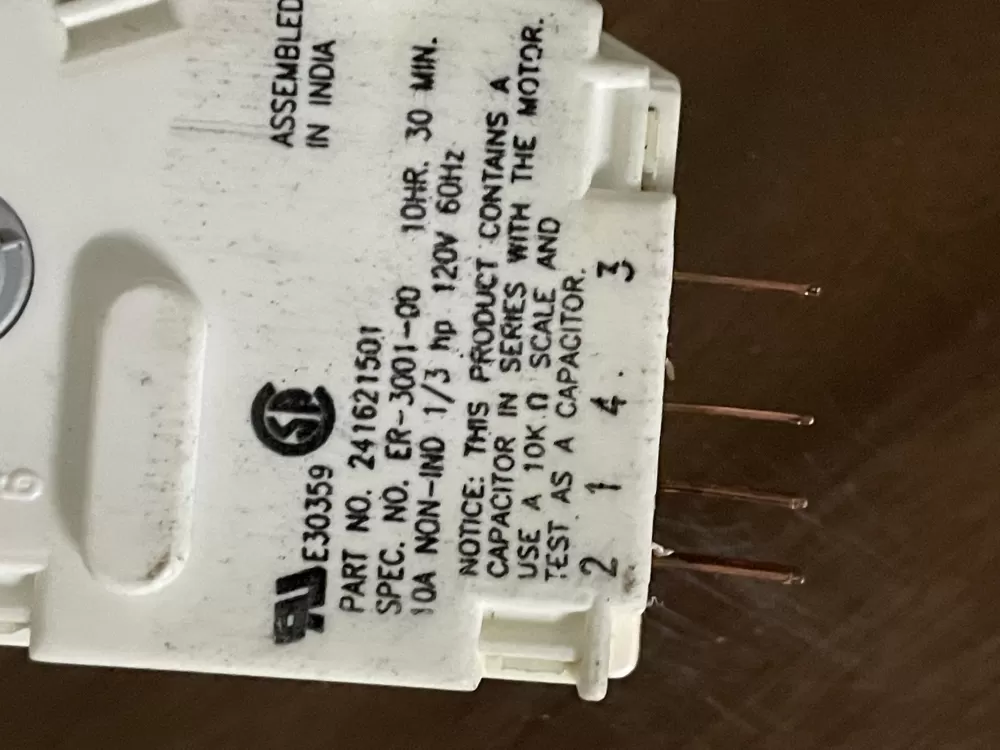 ASSEMBLED
IN INDIA
E30359
PART NO. 241621501
SPEC. NO. ER-3001-00 10HR. 30 MIN.
10A NON-IND 1/3 hp 120V 60Hz
NOTICE: THIS PRODUCT CONTAINS A
CAPACITOR IN SERIES WITH THE MOTOR.
USE A 10K Ω SCALE AND
TEST AS A CAPACITOR.
2 1 4 3
6